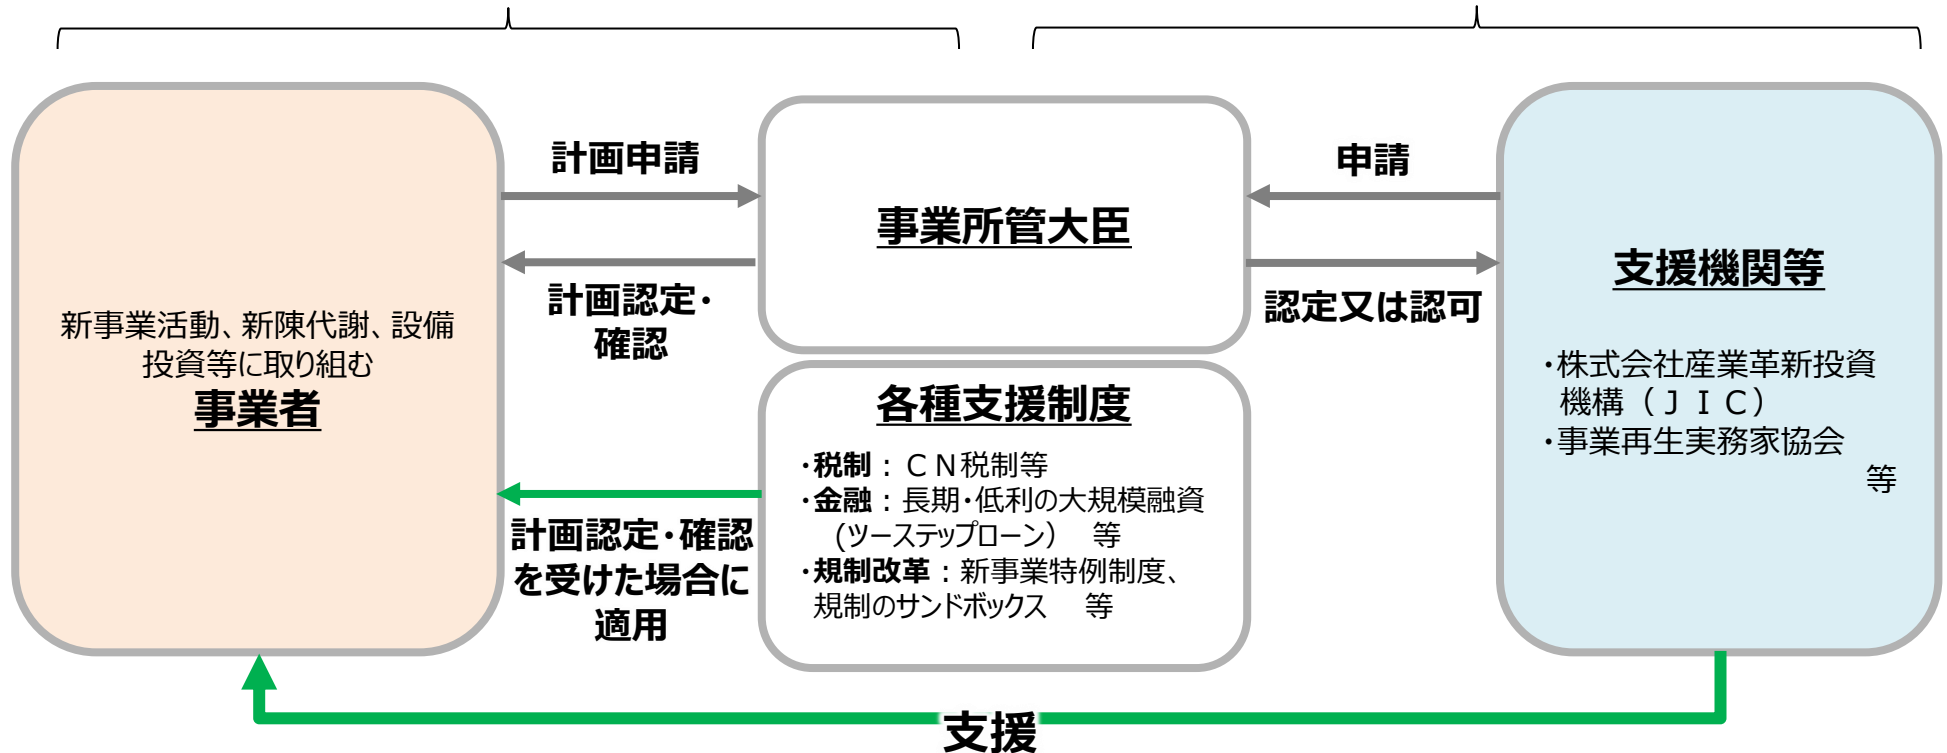 新事業活動、新陳代謝、設備
投資等に取り組む
事業者
計画申請
計画認定・
確認
計画認定・確認
を受けた場合に
適用
事業所管大臣
各種支援制度
・税制：ＣＮ税制等
・金融：長期・低利の大規模融資
(ツーステップローン）　等
・規制改革：新事業特例制度、
規制のサンドボックス　等
申請
認定又は認可
支援機関等
・株式会社産業革新投資
機構（ＪＩＣ）
・事業再生実務家協会
等
支援